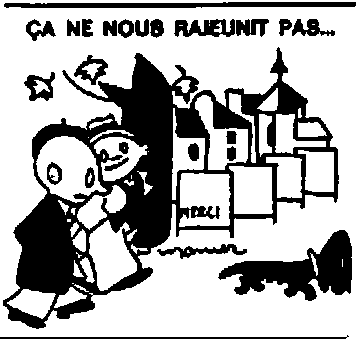 ÇA NE NOUS RAJEUNIT PAS...
MERCI